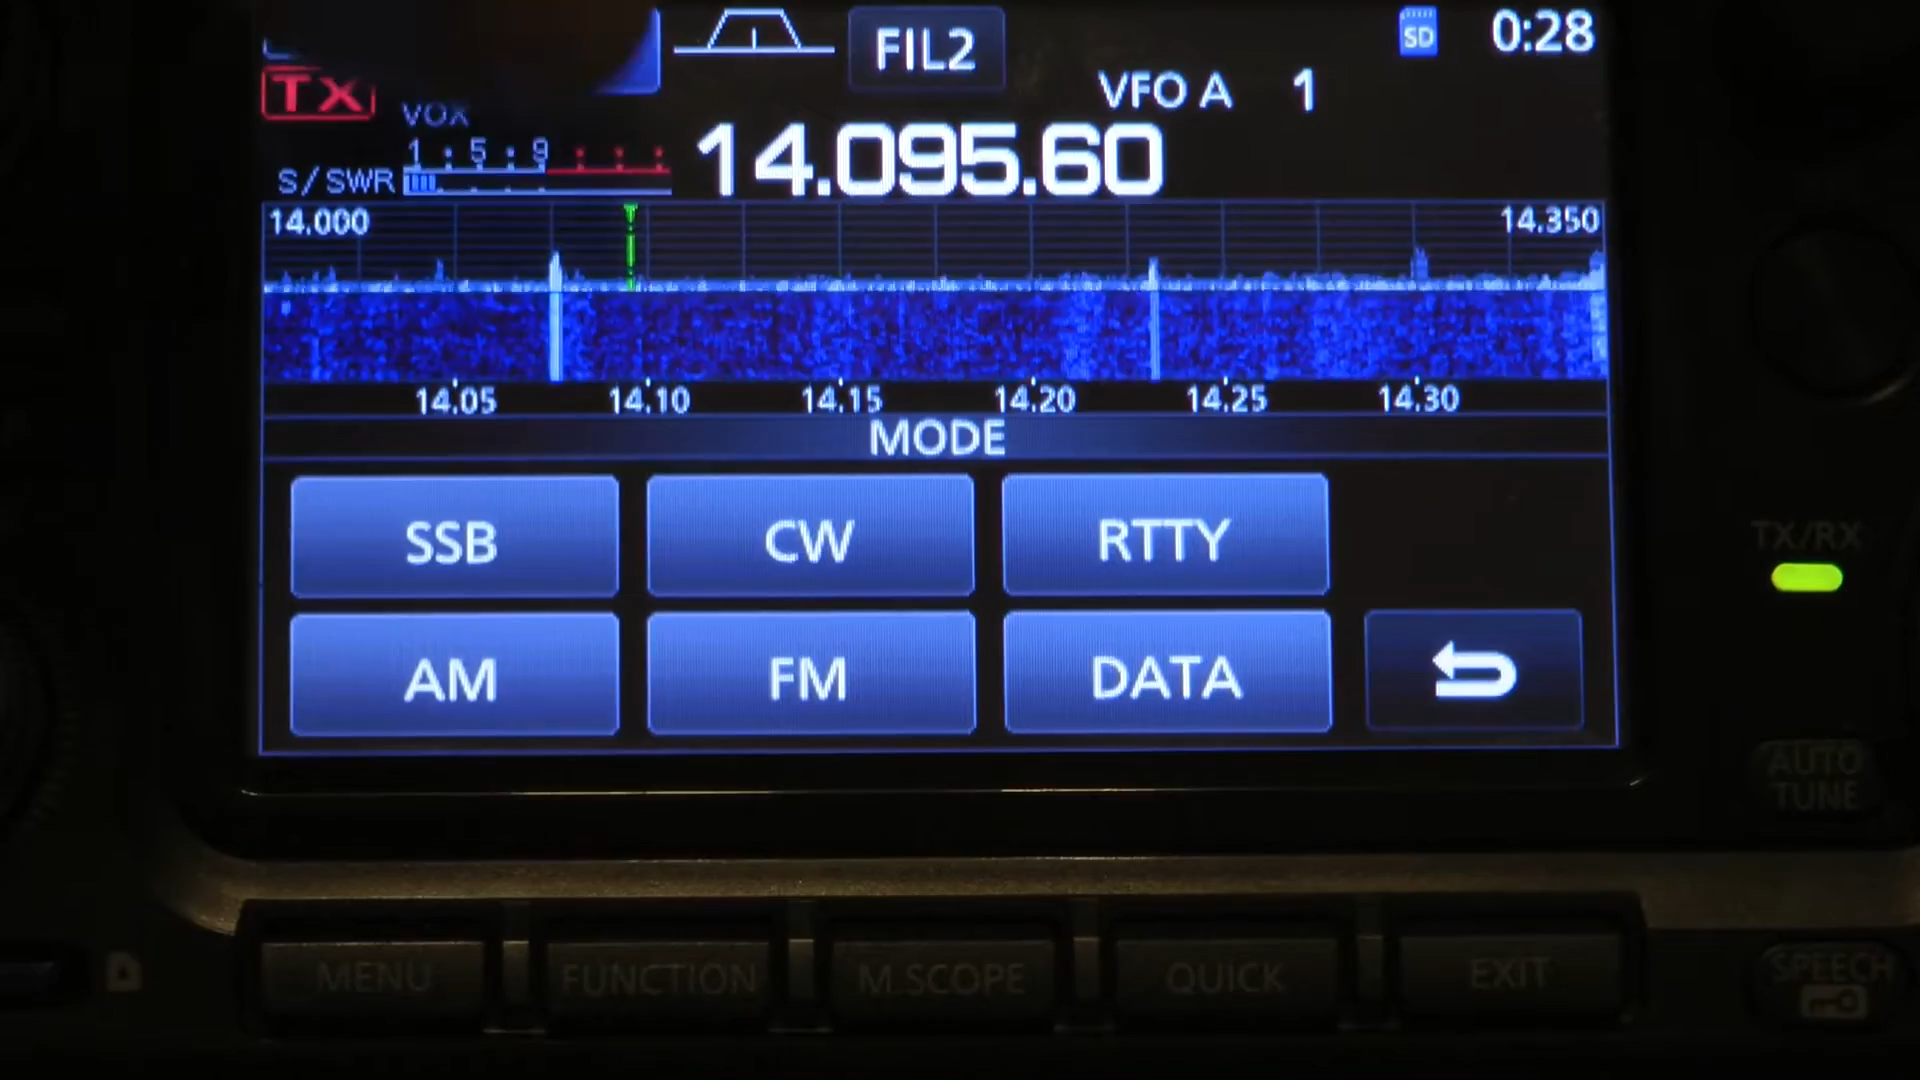 FIL2
SD 0:28
TX
VOX
VFO A 1
1 5 9
S/SWR
14.095.60
14.000 14.350
14.05 14.10 14.15 14.20 14.25 14.30
MODE
SSB CW RTTY
AM FM DATA
TX/RX
AUTO TUNE
MENU FUNCTION M.SCOPE QUICK EXIT
SPEECH